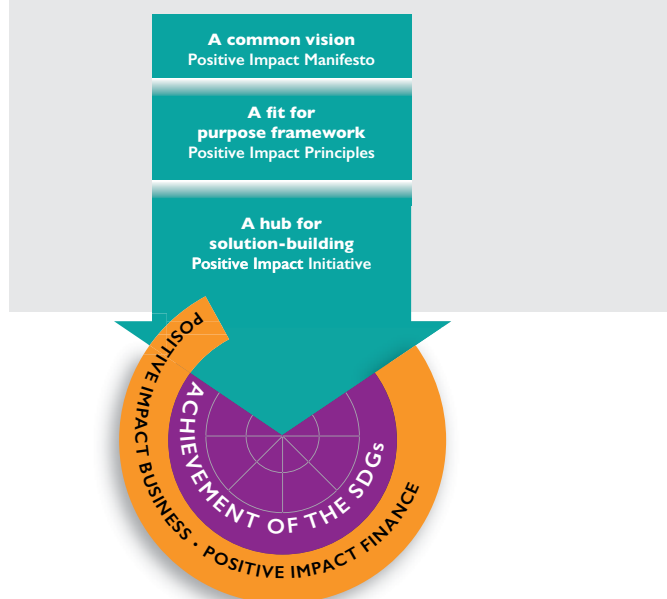 A common vision
Positive Impact Manifesto
A fit for
purpose framework
Positive Impact Principles
A hub for
solution-building
Positive Impact Initiative
POSITIVE IMPACT BUSINESS • POSITIVE IMPACT FINANCE
ACHIEVEMENT OF THE SDGs